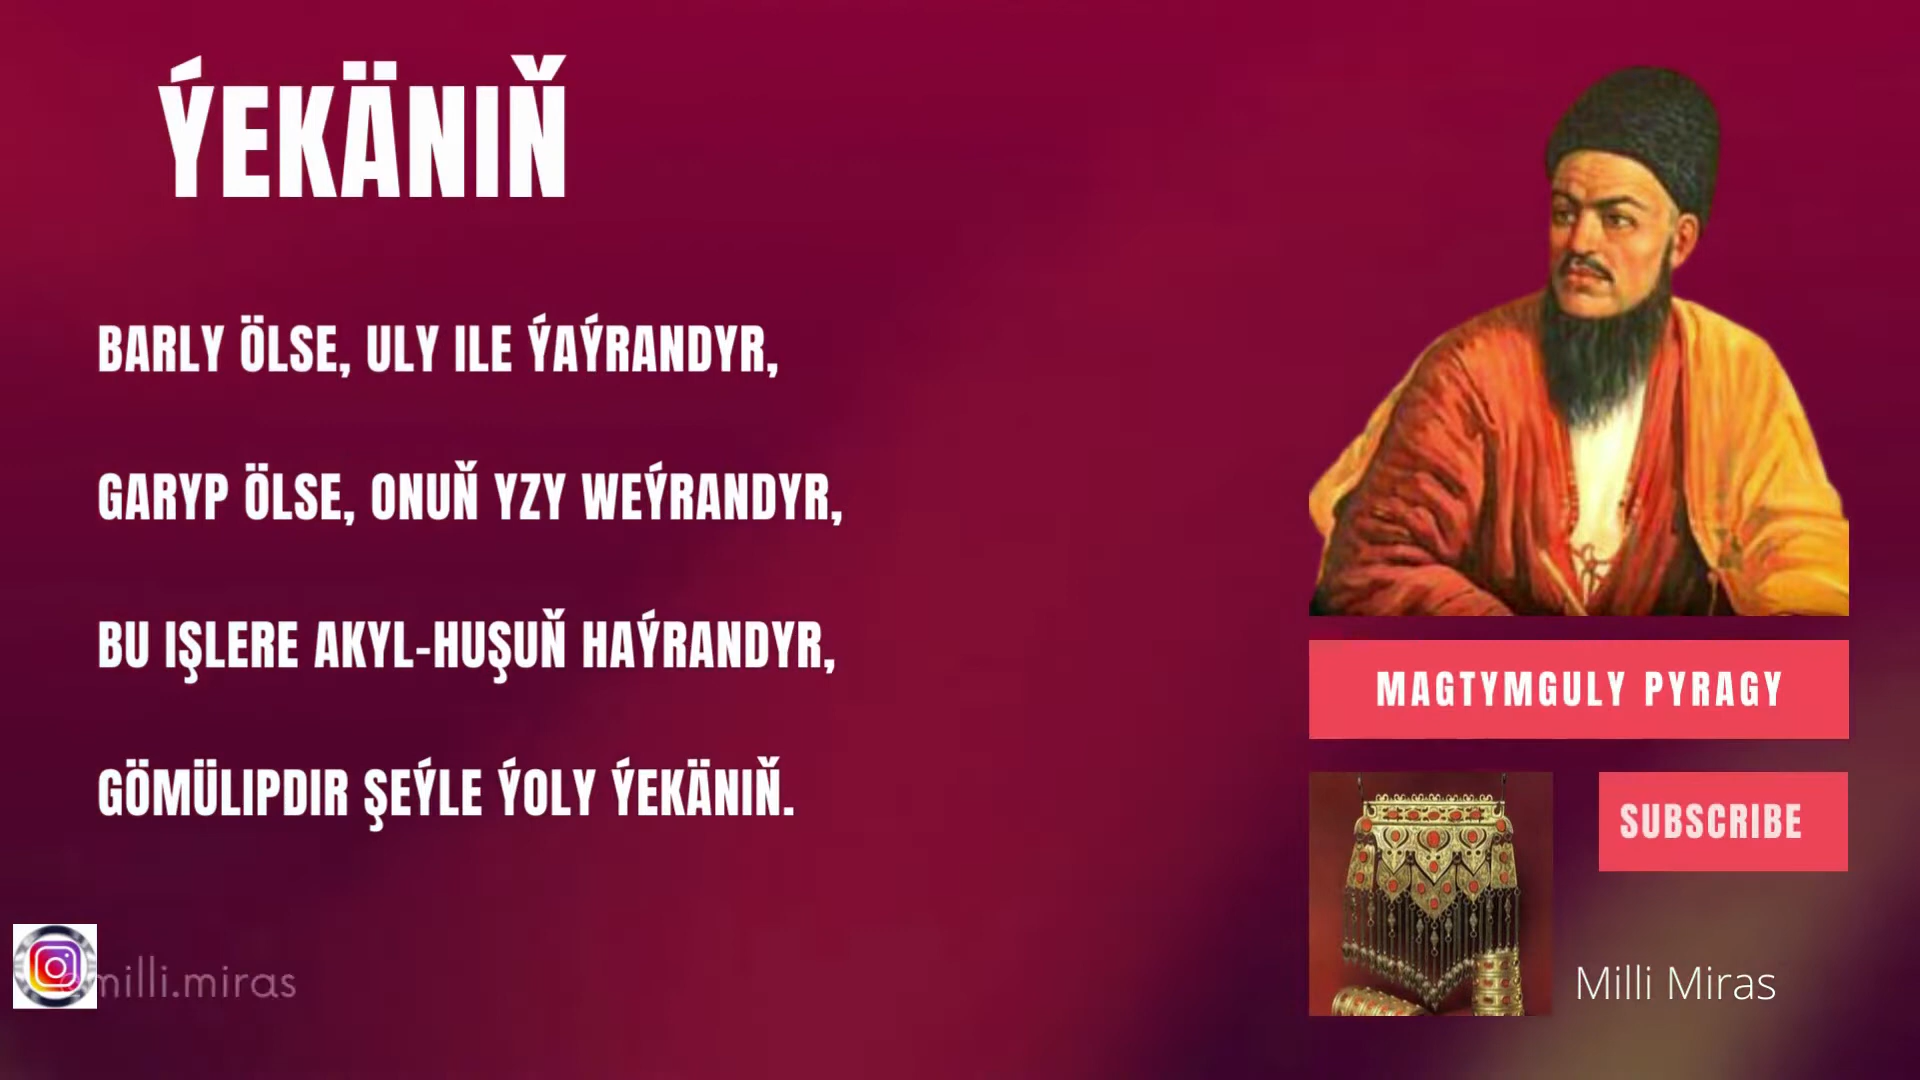 ÝEKÄNIŇ
BARLY ÖLSE, ULY ILE ÝAÝRANDYR,
GARYP ÖLSE, ONUŇ YZY WEÝRANDYR,
BU IŞLERE AKYL-HUŞUŇ HAÝRANDYR,
GÖMÜLIPDIR ŞEÝLE ÝOLY ÝEKÄNIŇ.
MAGTYMGULY PYRAGY
SUBSCRIBE
Milli Miras
@milli.miras